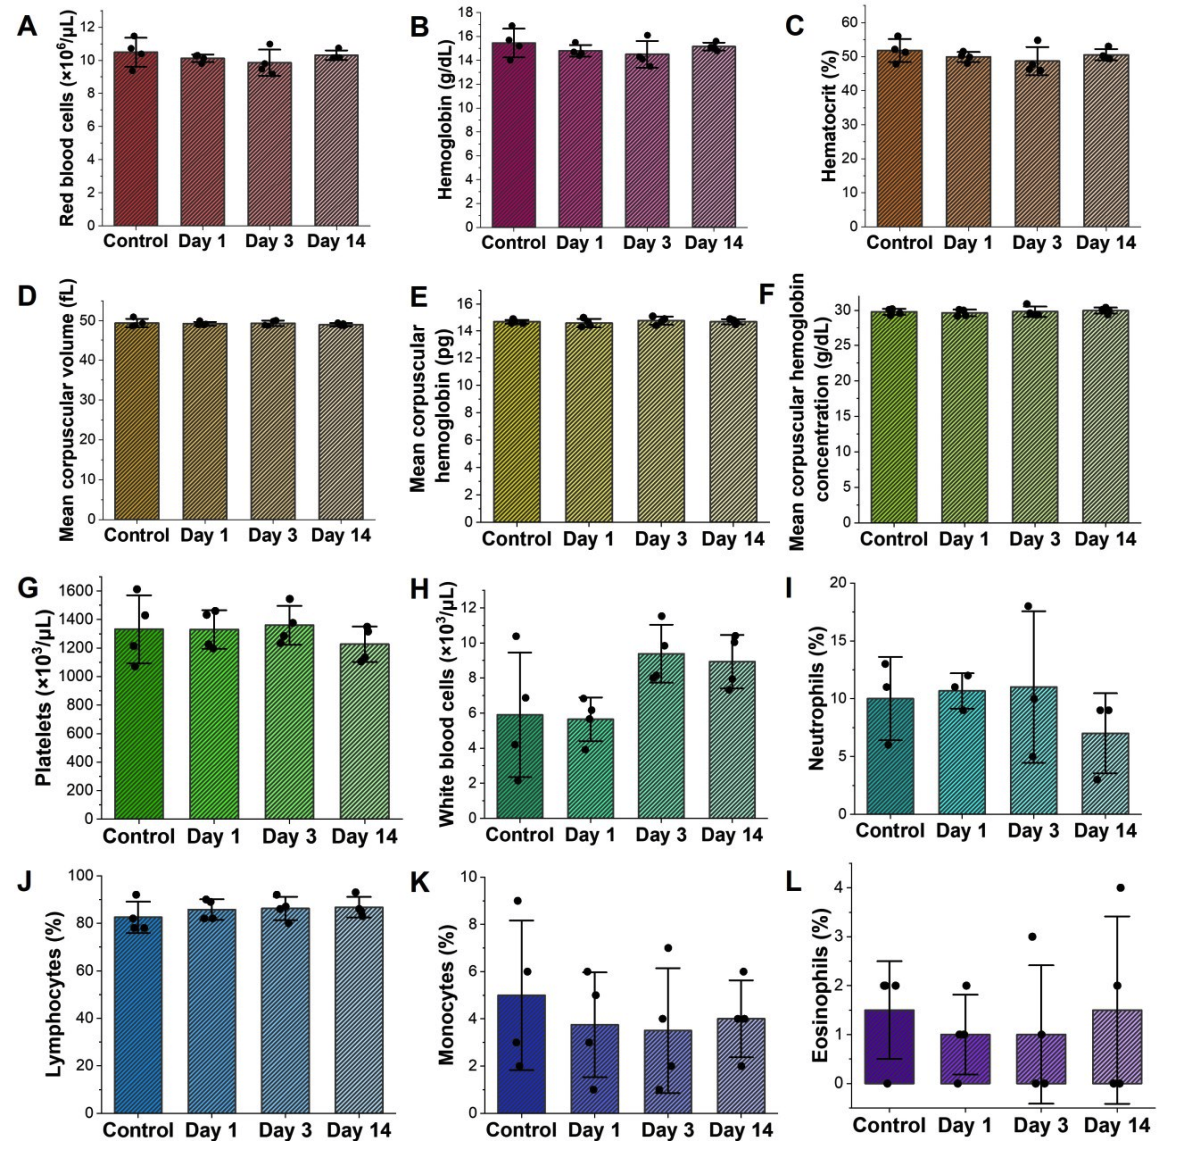 A
Red blood cells (×10⁶/µL)
12
10
8
6
4
2
0
Control Day 1 Day 3 Day 14
B
Hemoglobin (g/dL)
18
16
14
12
10
8
6
4
2
0
Control Day 1 Day 3 Day 14
C
Hematocrit (%)
60
50
40
30
20
10
0
Control Day 1 Day 3 Day 14
D
Mean corpuscular volume (fL)
50
40
30
20
10
0
Control Day 1 Day 3 Day 14
E
Mean corpuscular
hemoglobin (pg)
16
14
12
10
8
6
4
2
0
Control Day 1 Day 3 Day 14
F
Mean corpuscular hemoglobin
concentration (g/dL)
30
25
20
15
10
5
0
Control Day 1 Day 3 Day 14
G
Platelets (×10³/µL)
1600
1400
1200
1000
800
600
400
200
0
Control Day 1 Day 3 Day 14
H
White blood cells (×10³/µL)
12
10
8
6
4
2
0
Control Day 1 Day 3 Day 14
I
Neutrophils (%)
20
15
10
5
0
Control Day 1 Day 3 Day 14
J
Lymphocytes (%)
100
80
60
40
20
0
Control Day 1 Day 3 Day 14
K
Monocytes (%)
10
8
6
4
2
0
Control Day 1 Day 3 Day 14
L
Eosinophils (%)
4
3
2
1
0
Control Day 1 Day 3 Day 14